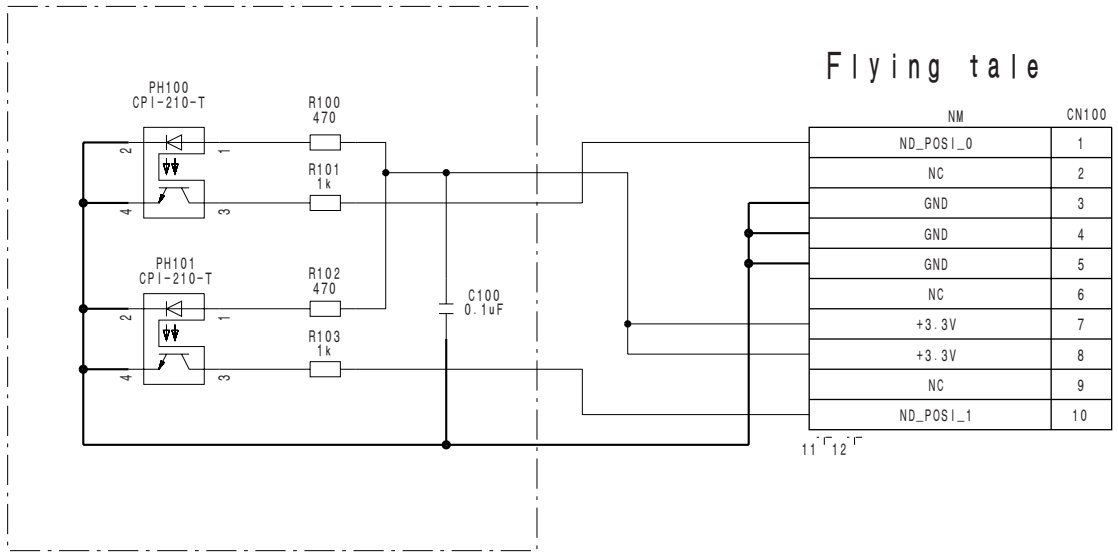 Flying tale
NM CN100
ND_POSI_0 1
NC 2
GND 3
GND 4
GND 5
NC 6
+3.3V 7
+3.3V 8
NC 9
ND_POSI_1 10
11 12
PH100
CPI-210-T
2 1
4 3
R100
470
R101
1k
PH101
CPI-210-T
2 1
4 3
R102
470
R103
1k
C100
0.1uF